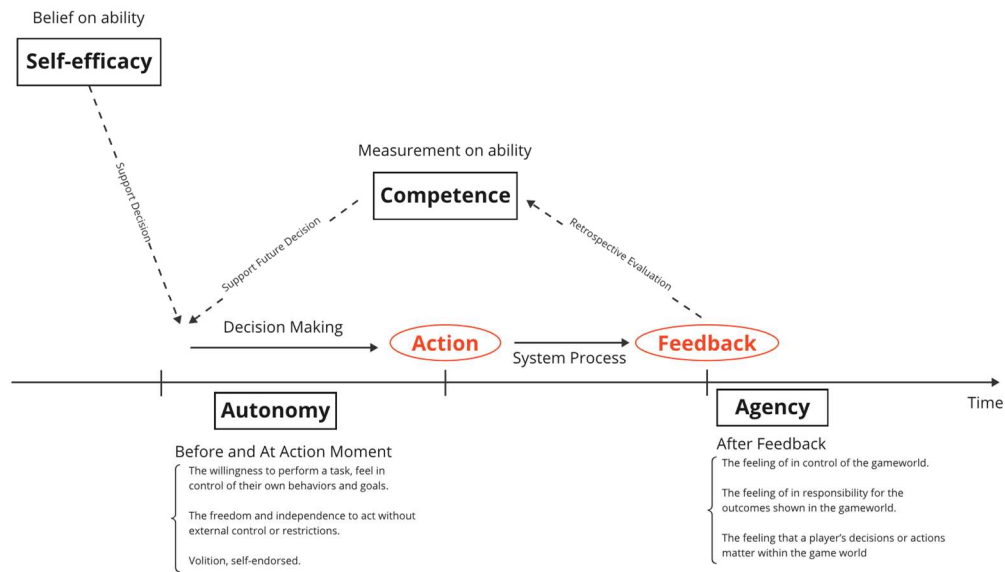 Belief on ability
Self-efficacy
Support Decision
Measurement on ability
Competence
Support Future Decision
Retrospective Evaluation
Decision Making
Action
System Process
Feedback
Time
Autonomy
Before and At Action Moment
The willingness to perform a task, feel in
control of their own behaviors and goals.
The freedom and independence to act without
external control or restrictions.
Volition, self-endorsed.
Agency
After Feedback
The feeling of in control of the gameworld.
The feeling of in responsibility for the
outcomes shown in the gameworld.
The feeling that a player's decisions or actions
matter within the game world